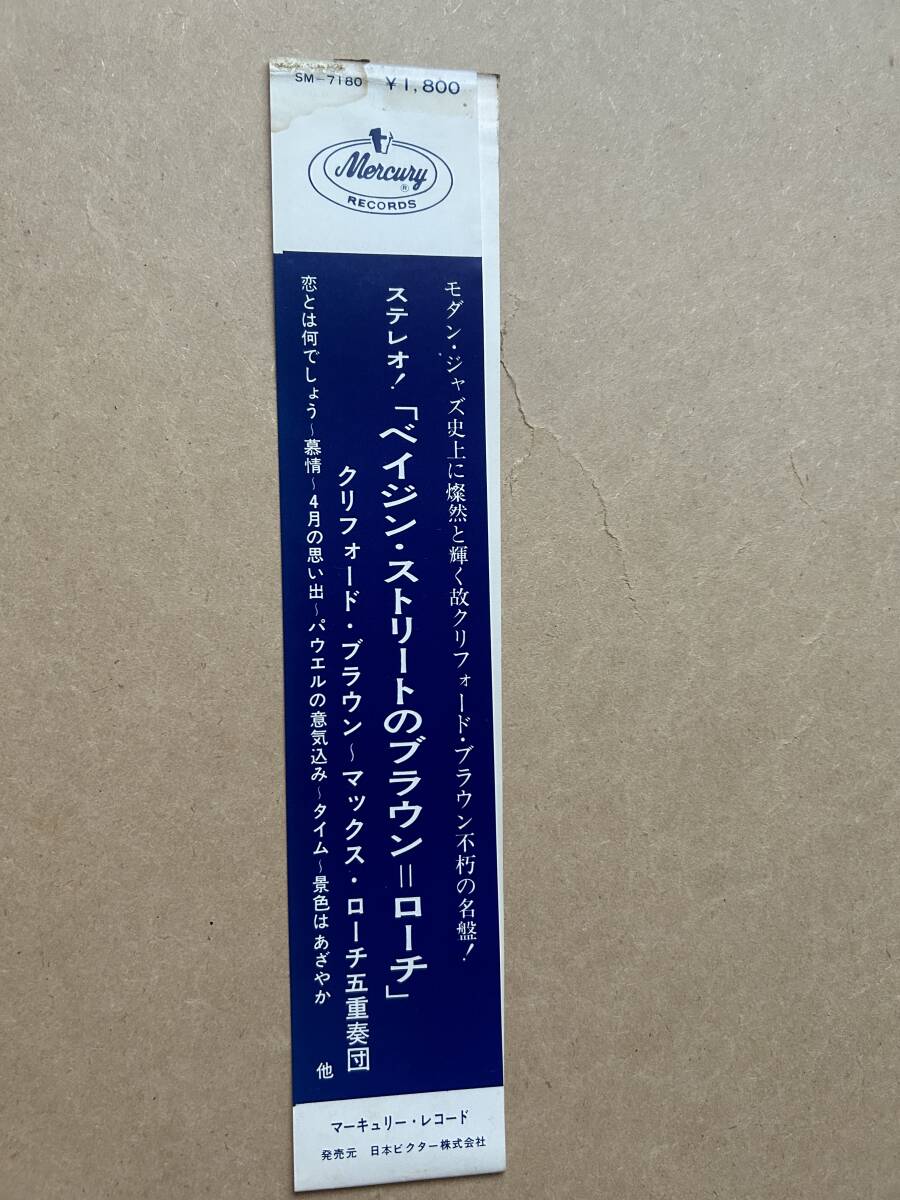 SM-7180 ¥1,800
Mercury
®
RECORDS
モダン・ジャズ史上に燦然と輝く故クリフォード・ブラウン不朽の名盤！
ステレオ！「ベイジン・ストリートのブラウン＝ローチ」
クリフォード・ブラウン〜マックス・ローチ五重奏団
恋とは何でしょう〜慕情〜4月の思い出〜パウエルの意気込み〜タイム〜景色はあざやか 他
マーキュリー・レコード
発売元 日本ビクター株式会社